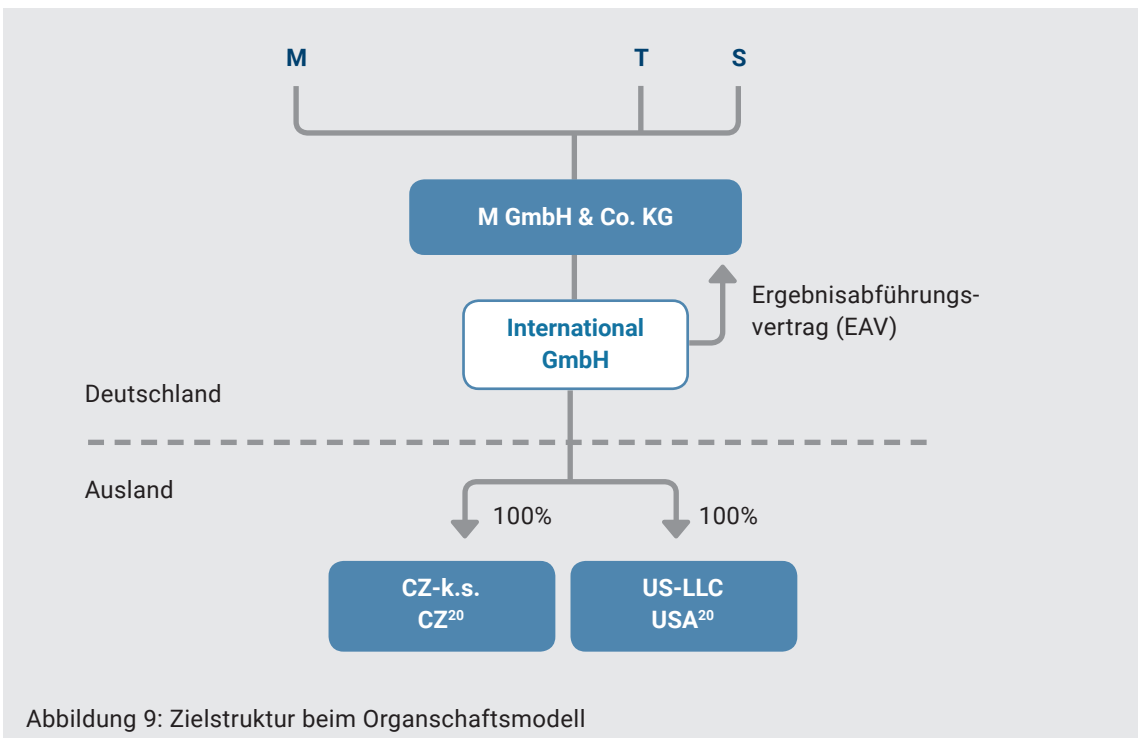 M T S
M GmbH & Co. KG
Ergebnisabführungs-
vertrag (EAV)
International
GmbH
Deutschland
Ausland
100% 100%
CZ-k.s.
CZ20
US-LLC
USA20
Abbildung 9: Zielstruktur beim Organschaftsmodell